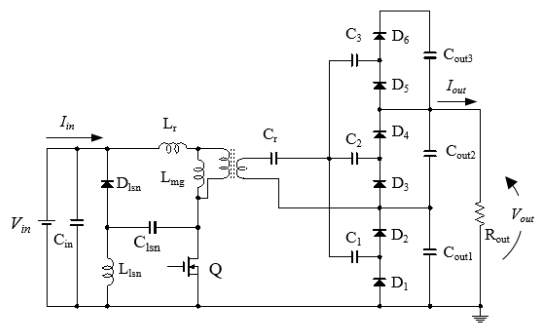 C3
D6
Cout3
D5
Iout
Iin
Lr
Cr
C2
D4
Cout2
Dlsn
Lmg
D3
Vin
Cin
Clsn
C1
D2
Rout
Vout
Llsn
Q
Cout1
D1